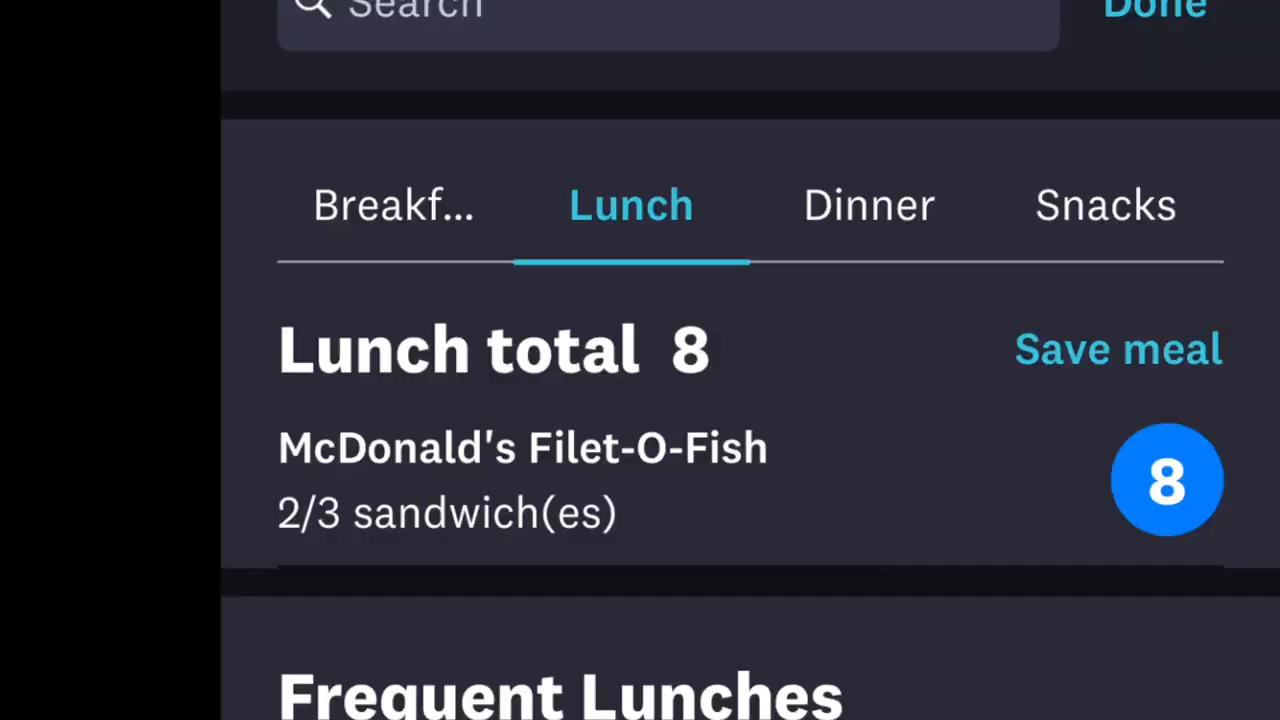 Search Done
Breakf... Lunch Dinner Snacks
Lunch total 8 Save meal
McDonald's Filet-O-Fish
8
2/3 sandwich(es)
Frequent Lunches